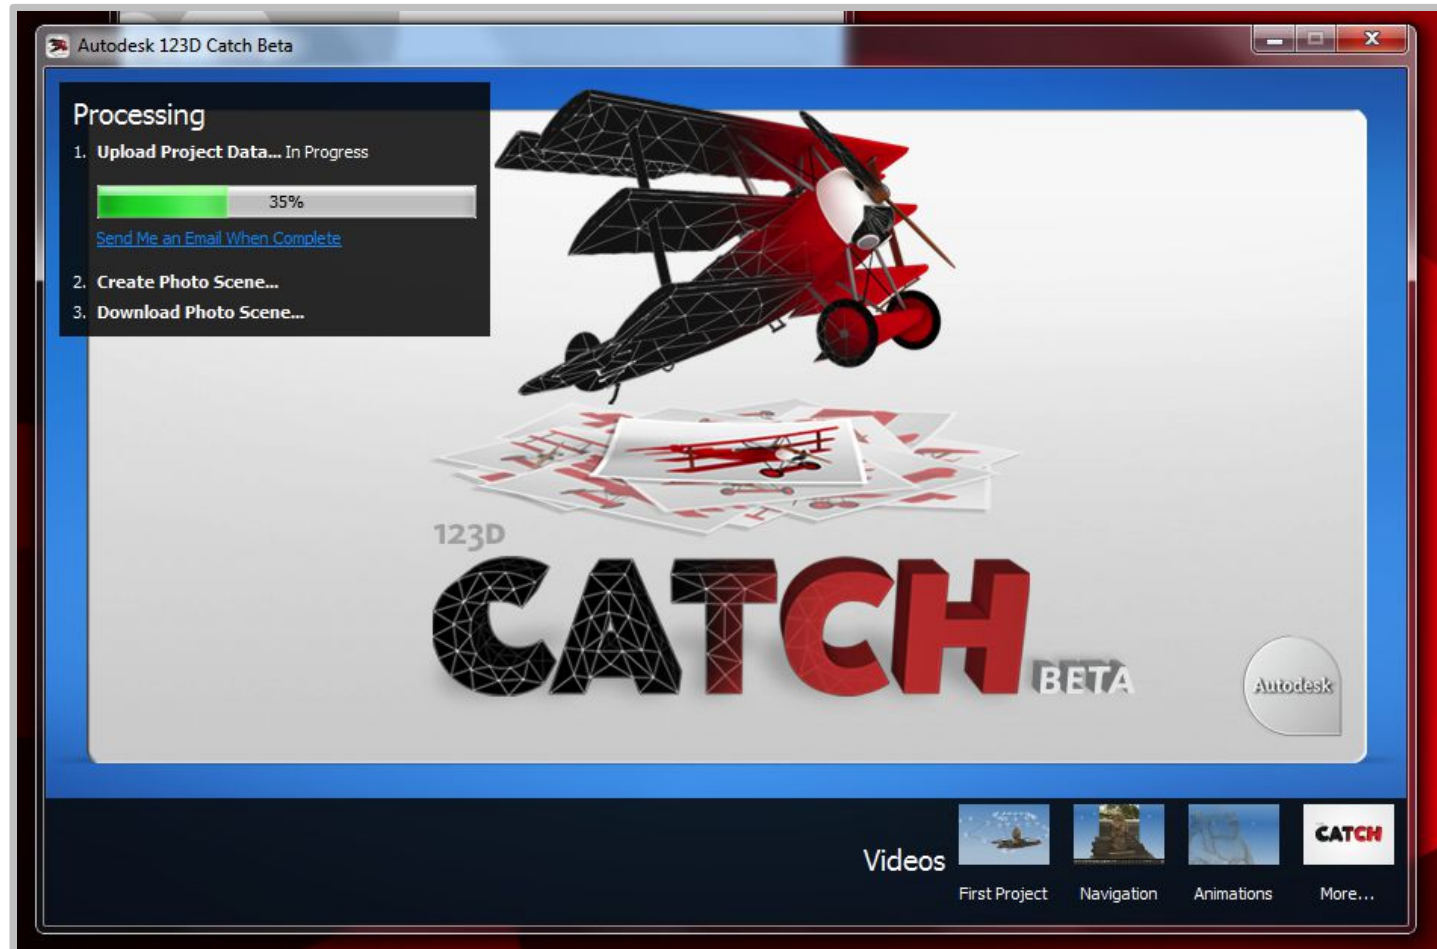 Autodesk 123D Catch Beta
Processing
1. Upload Project Data... In Progress
35%
Send Me an Email When Complete
2. Create Photo Scene...
3. Download Photo Scene...
123D
CATCH
BETA
Autodesk
Videos
CATCH
First Project
Navigation
Animations
More...